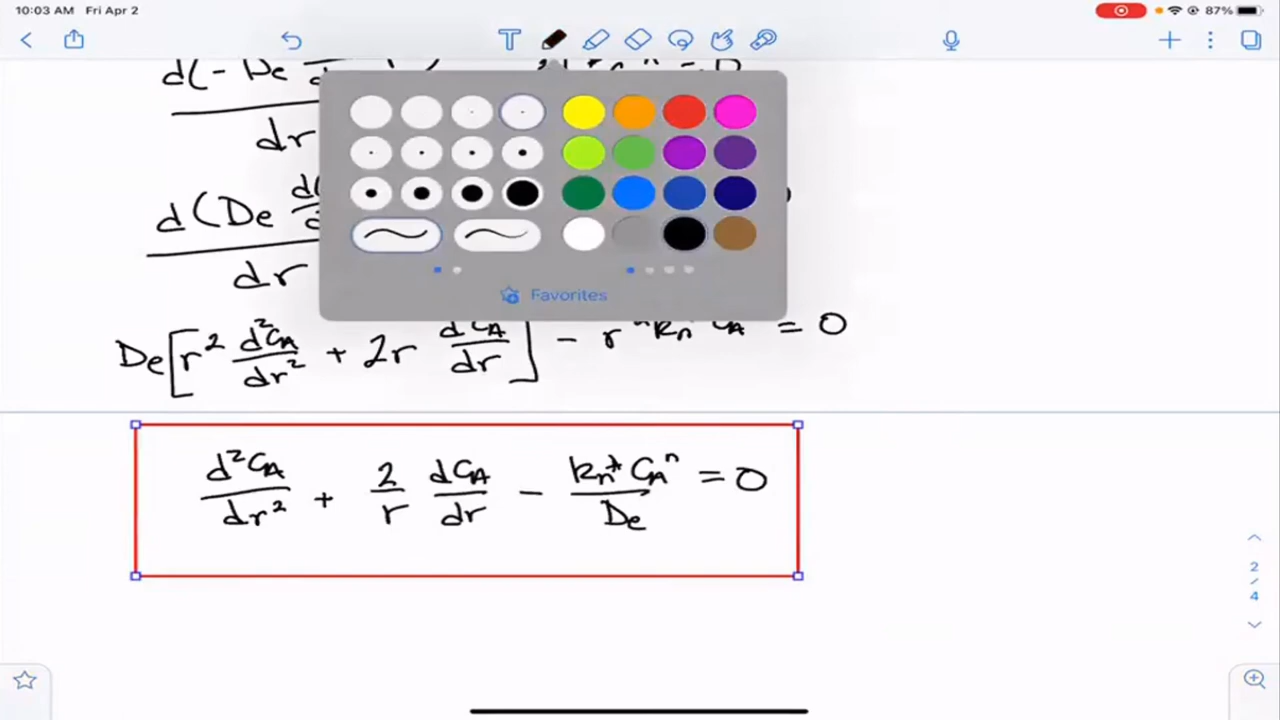 10:03 AM Fri Apr 2 87%
T
d(- De
dr
d(De
dr
Favorites
De[r² d²CA/dr² + 2r dCA/dr] - r² kn CA = 0
d²CA/dr² + 2/r dCA/dr - kn* CAⁿ/De = 0
2
/
4